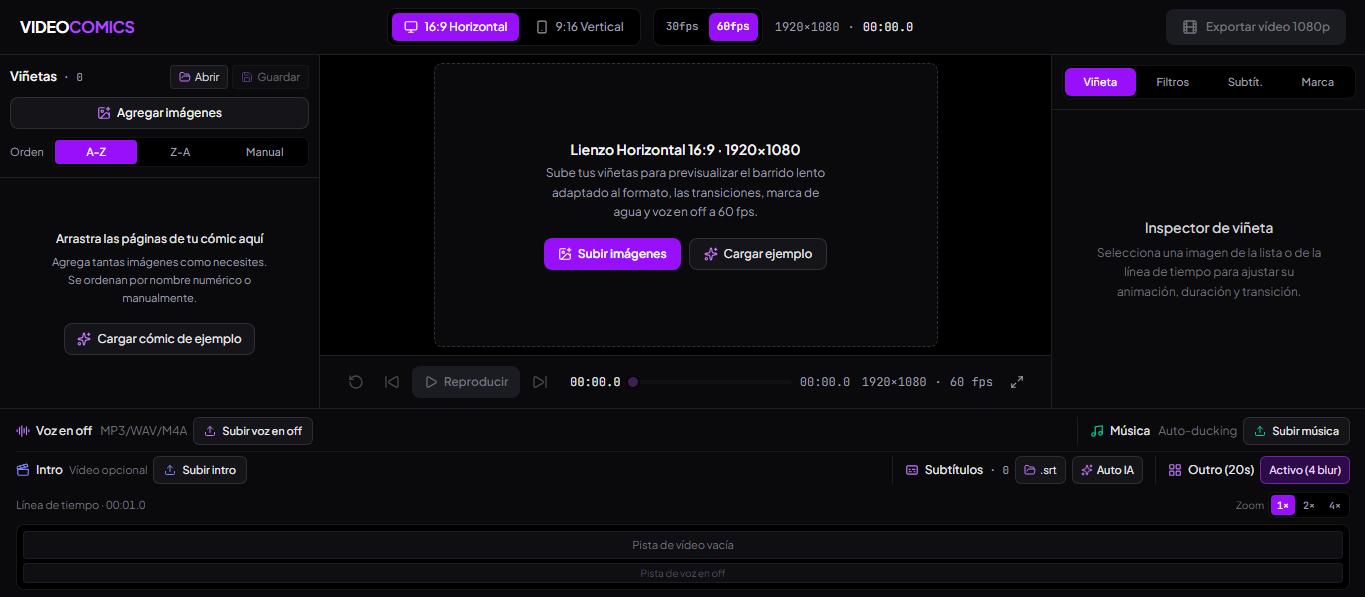 VIDEOCOMICS
16:9 Horizontal
9:16 Vertical
30fps
60fps
1920×1080 · 00:00.0
Exportar vídeo 1080p
Viñetas · 0
Abrir
Guardar
Agregar imágenes
Orden
A-Z
Z-A
Manual
Arrastra las páginas de tu cómic aquí
Agrega tantas imágenes como necesites.
Se ordenan por nombre numérico o
manualmente.
Cargar cómic de ejemplo
Lienzo Horizontal 16:9 · 1920×1080
Sube tus viñetas para previsualizar el barrido lento
adaptado al formato, las transiciones, marca de
agua y voz en off a 60 fps.
Subir imágenes
Cargar ejemplo
Reproducir
00:00.0
00:00.0
1920×1080 · 60 fps
Viñeta
Filtros
Subtít.
Marca
Inspector de viñeta
Selecciona una imagen de la lista o de la
línea de tiempo para ajustar su
animación, duración y transición.
Voz en off
MP3/WAV/M4A
Subir voz en off
Música
Auto-ducking
Subir música
Intro
Vídeo opcional
Subir intro
Subtítulos · 0
.srt
Auto IA
Outro (20s)
Activo (4 blur)
Línea de tiempo · 00:01.0
Zoom
1×
2×
4×
Pista de vídeo vacía
Pista de voz en off